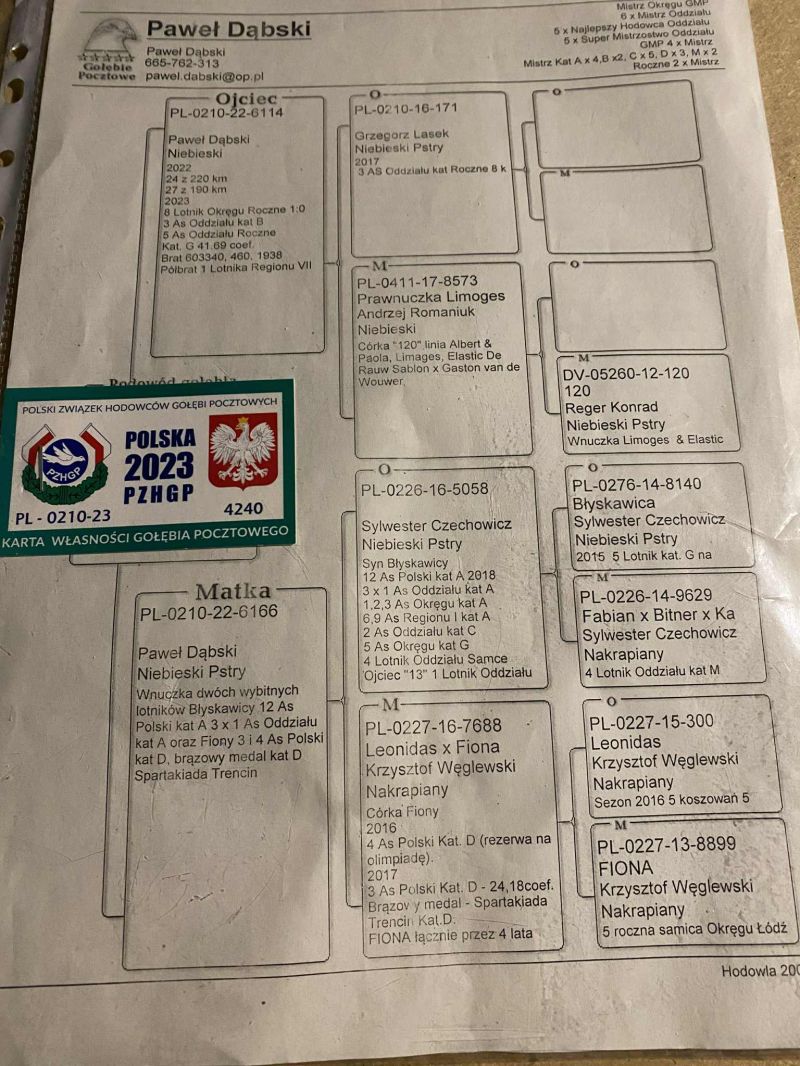 Paweł Dąbski
Paweł Dąbski
665-762-313
pawel.dabski@op.pl
Gołębie
Pocztowe
Mistrz Okręgu GMP
6 x Mistrz Oddziału
5 x Najlepszy Hodowca Oddziału
5 x Super Mistrzostwo Oddziału
GMP 4 x Mistrz
Mistrz Kat A x 4,B x2, C x 5, D x 3, M x 2
Roczne 2 x Mistrz
Ojciec
PL-0210-22-6114
Paweł Dąbski
Niebieski
2022
24 z 220 km
27 z 190 km
2023
8 Lotnik Okręgu Roczne 1:0
3 As Oddziału kat B
5 As Oddziału Roczne
Kat. G 41.69 coef.
Brat 603340, 460, 1938
Półbrat 1 Lotnika Regionu VII
O
PL-0210-16-171
Grzegorz Lasek
Niebieski Pstry
2017
3 AS Oddziału kat Roczne 8 k
M
PL-0411-17-8573
Prawnuczka Limoges
Andrzej Romaniuk
Niebieski
Córka "120" linia Albert &
Paola, Limages, Elastic De
Rauw Sablon x Gaston van de
Wouwer
O
M
O
M
DV-05260-12-120
120
Reger Konrad
Niebieski Pstry
Wnuczka Limoges & Elastic
Rodowód gołębia
POLSKI ZWIĄZEK HODOWCÓW GOŁĘBI POCZTOWYCH
PZHGP
POLSKA
2023
PZHGP
PL - 0210-23
4240
KARTA WŁASNOŚCI GOŁĘBIA POCZTOWEGO
Matka
PL-0210-22-6166
Paweł Dąbski
Niebieski Pstry
Wnuczka dwóch wybitnych
lotników Błyskawicy 12 As
Polski kat A 3 x 1 As Oddziału
kat A oraz Fiony 3 i 4 As Polski
kat D, brązowy medal kat D
Spartakiada Trencin
O
PL-0226-16-5058
Sylwester Czechowicz
Niebieski Pstry
Syn Błyskawicy
12 As Polski kat A 2018
3 x 1 As Oddziału kat A
1,2,3 As Okręgu kat A
6,9 As Regionu I kat A
2 As Oddziału kat C
5 As Okręgu kat G
4 Lotnik Oddziału Samce
Ojciec "13" 1 Lotnik Oddziału
M
PL-0227-16-7688
Leonidas x Fiona
Krzysztof Węglewski
Nakrapiany
Córka Fiony
2016
4 As Polski Kat. D (rezerwa na
olimpiadę).
2017
3 As Polski Kat. D - 24,18coef.
Brązowy medal - Spartakiada
Trencin Kat.D.
FIONA łącznie przez 4 lata
O
PL-0276-14-8140
Błyskawica
Sylwester Czechowicz
Niebieski Pstry
2015 5 Lotnik kat. G na
M
PL-0226-14-9629
Fabian x Bitner x Ka
Sylwester Czechowicz
Nakrapiany
4 Lotnik Oddziału kat M
O
PL-0227-15-300
Leonidas
Krzysztof Węglewski
Nakrapiany
Sezon 2016 5 koszowań 5
M
PL-0227-13-8899
FIONA
Krzysztof Węglewski
Nakrapiany
5 roczna samica Okręgu Łódź
Hodowla 200